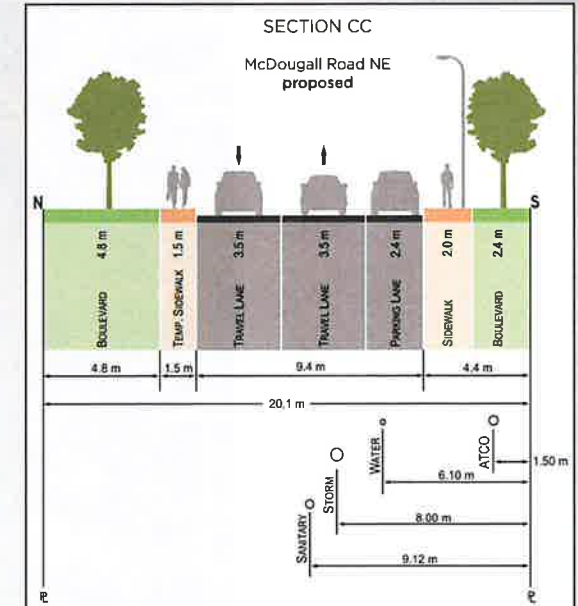 SECTION CC
McDougall Road NE
proposed
N
S
4.8 m
1.5 m
3.5 m
3.5 m
2.4 m
2.0 m
2.4 m
BOULEVARD
TEMP. SIDEWALK
TRAVEL LANE
TRAVEL LANE
PARKING LANE
SIDEWALK
BOULEVARD
4.8 m
1.5 m
9.4 m
4.4 m
20.1 m
SANITARY
STORM
WATER
ATCO
1.50 m
6.10 m
8.00 m
9.12 m
PL
PL